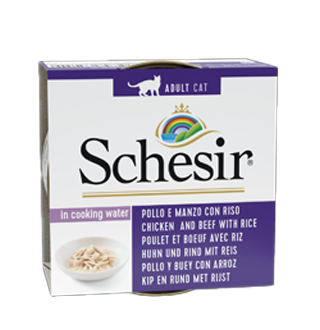 ADULT CAT
Schesir®
in cooking water
POLLO E MANZO CON RISO
CHICKEN AND BEEF WITH RICE
POULET ET BOEUF AVEC RIZ
HUHN UND RIND MIT REIS
POLLO Y BUEY CON ARROZ
KIP EN RUND MET RIJST